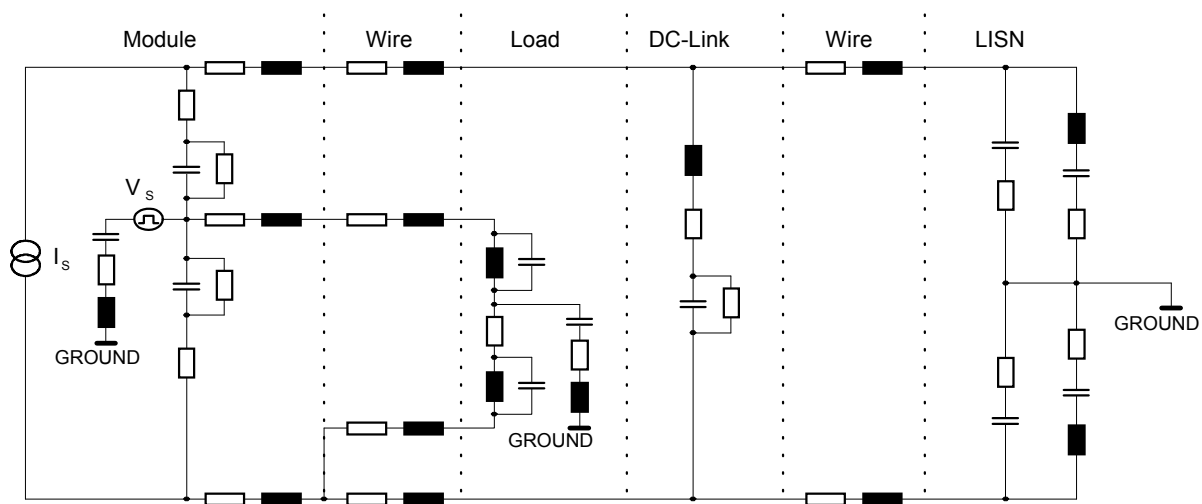 Module Wire Load DC-Link Wire LISN
V S
I S
GROUND
GROUND
GROUND